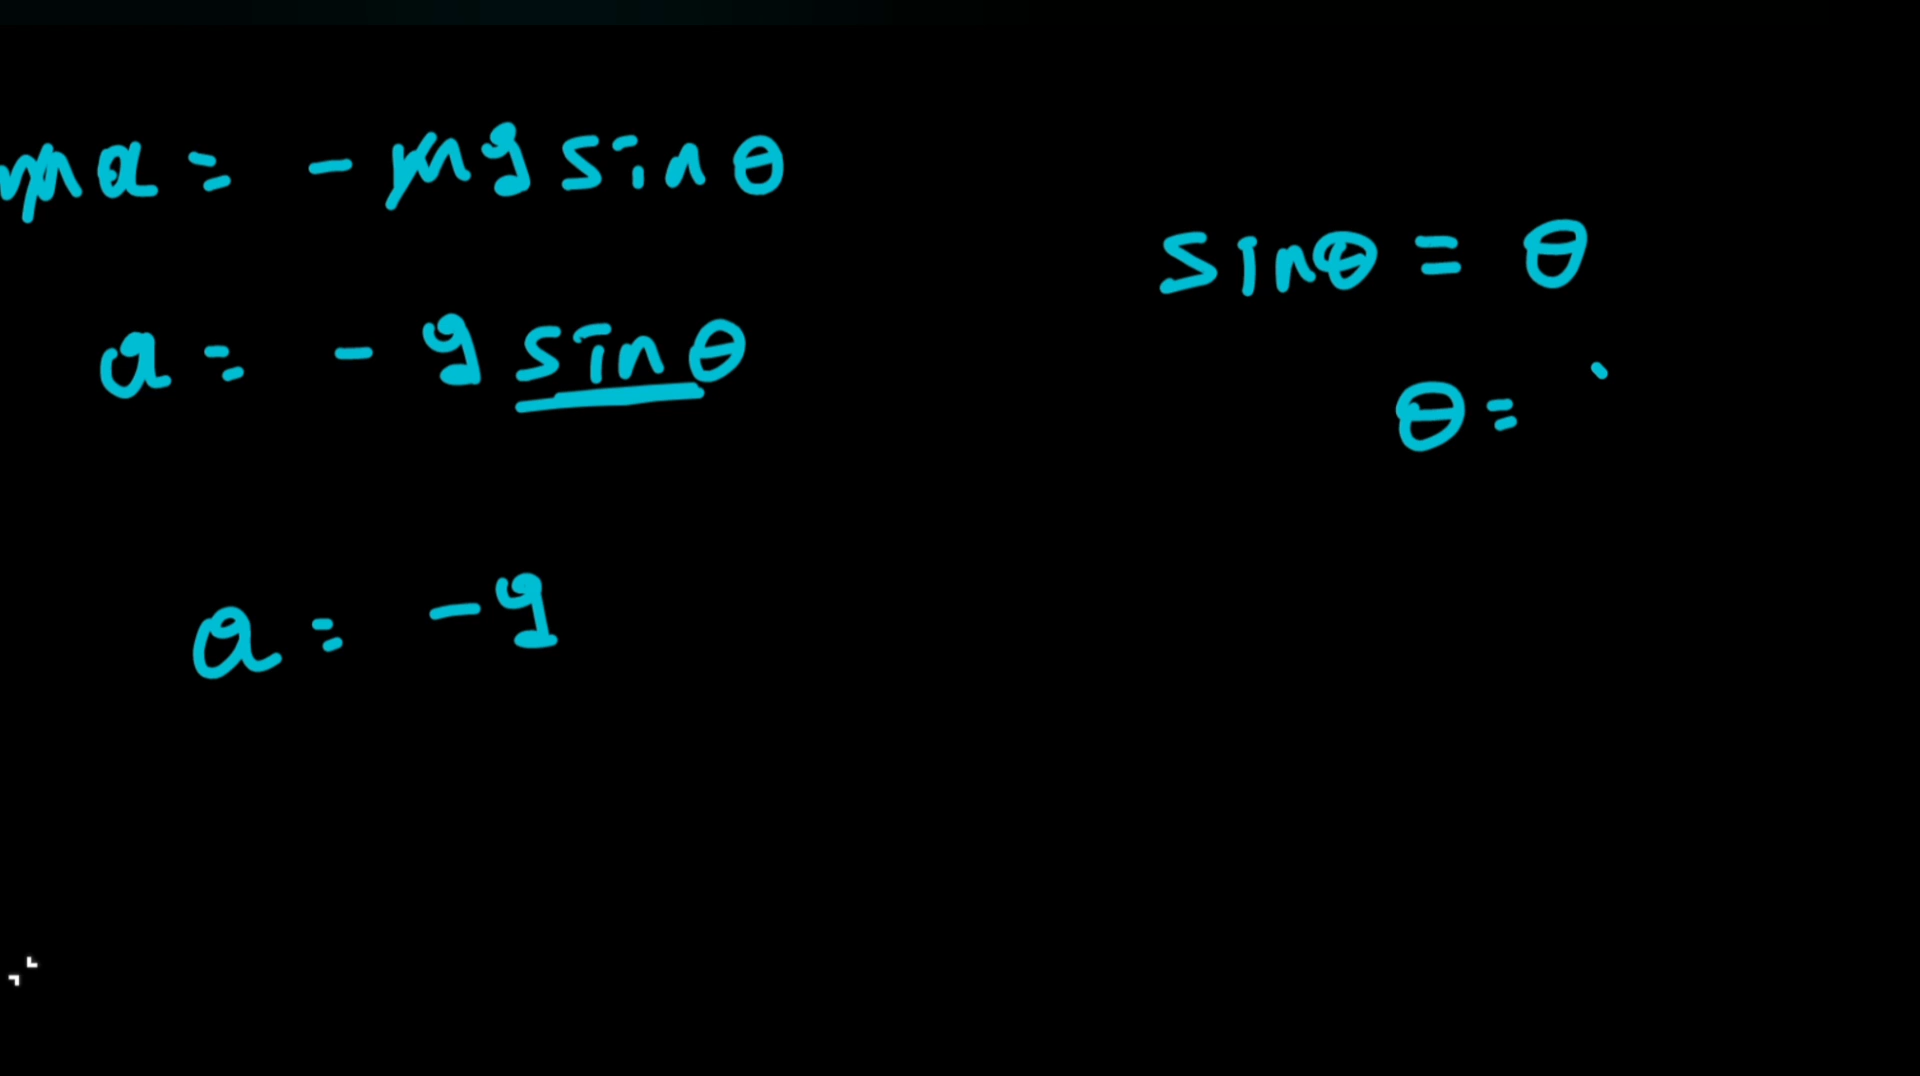 ma = - mg sinθ
a = - g sinθ
a = - g
sinθ = θ
θ =